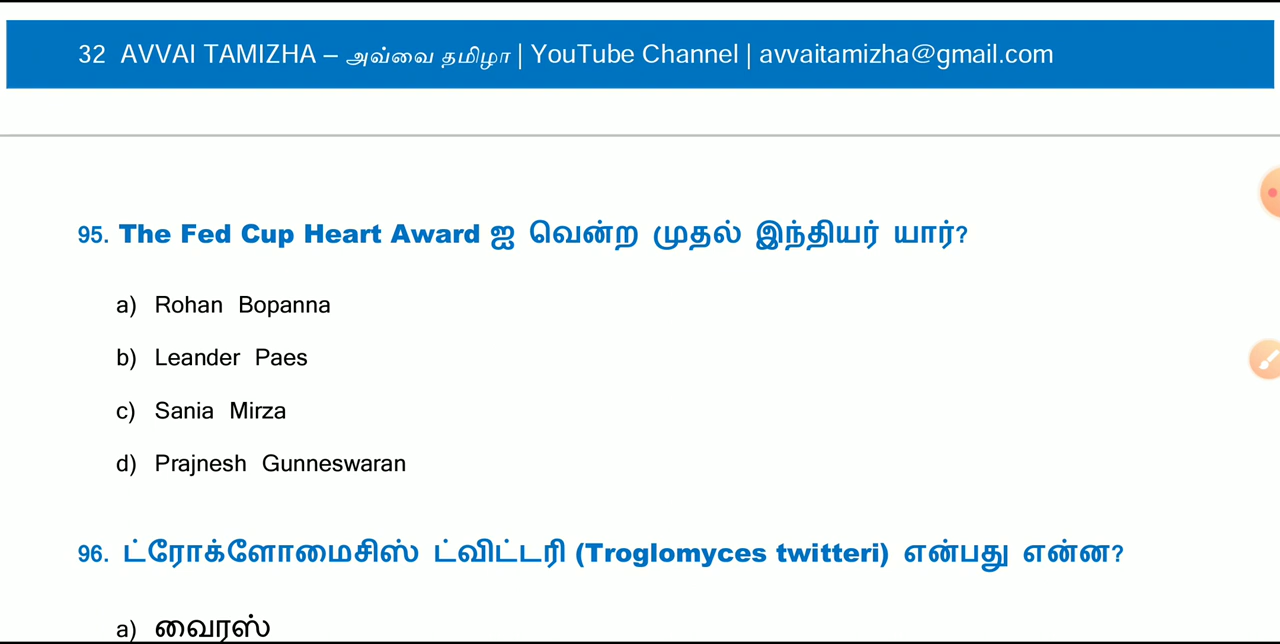 32 AVVAI TAMIZHA – அவ்வை தமிழா | YouTube Channel | avvaitamizha@gmail.com
95. The Fed Cup Heart Award ஐ வென்ற முதல் இந்தியர் யார்?
a) Rohan Bopanna
b) Leander Paes
c) Sania Mirza
d) Prajnesh Gunneswaran
96. ட்ரோக்ளோமைசிஸ் ட்விட்டரி (Troglomyces twitteri) என்பது என்ன?
a) வைரஸ்